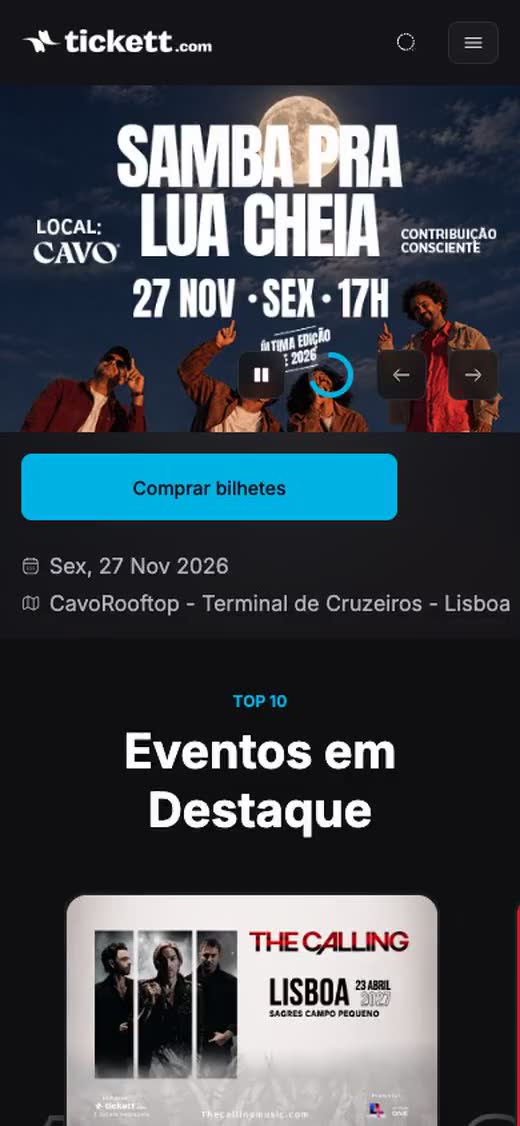 tickett.com
SAMBA PRA
LUA CHEIA
LOCAL:
CAVO
CONTRIBUIÇÃO
CONSCIENTE
27 NOV • SEX • 17H
ÚLTIMA EDIÇÃO
2026
Comprar bilhetes
Sex, 27 Nov 2026
CavoRooftop - Terminal de Cruzeiros - Lisboa
TOP 10
Eventos em
Destaque
THE CALLING
LISBOA 23 ABRIL
2027
SAGRES CAMPO PEQUENO
tickett.com
Thecallingmusic.com